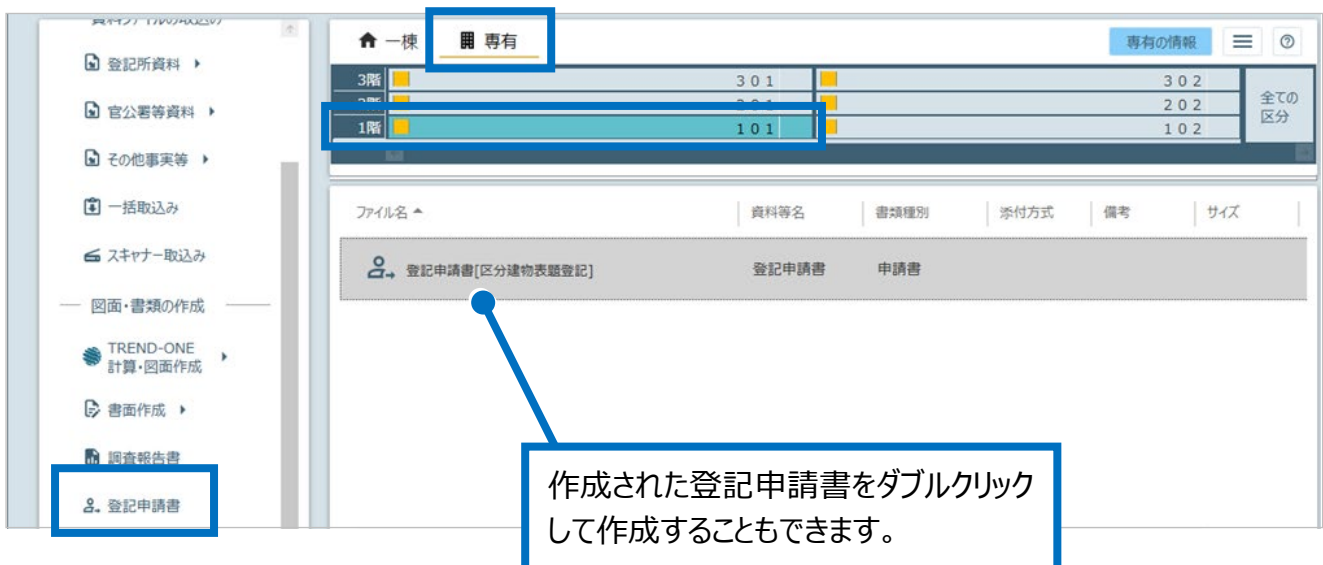 登記所資料
官公署等資料
その他事実等
一括取込み
スキャナー取込み
図面・書類の作成
TREND-ONE
計算・図面作成
書面作成
調査報告書
登記申請書
一棟
専有
専有の情報
3階 301 302
202
1階 101 102
全ての
区分
ファイル名 資料等名 書類種別 添付方式 備考 サイズ
登記申請書[区分建物表題登記] 登記申請書 申請書
作成された登記申請書をダブルクリック
して作成することもできます。